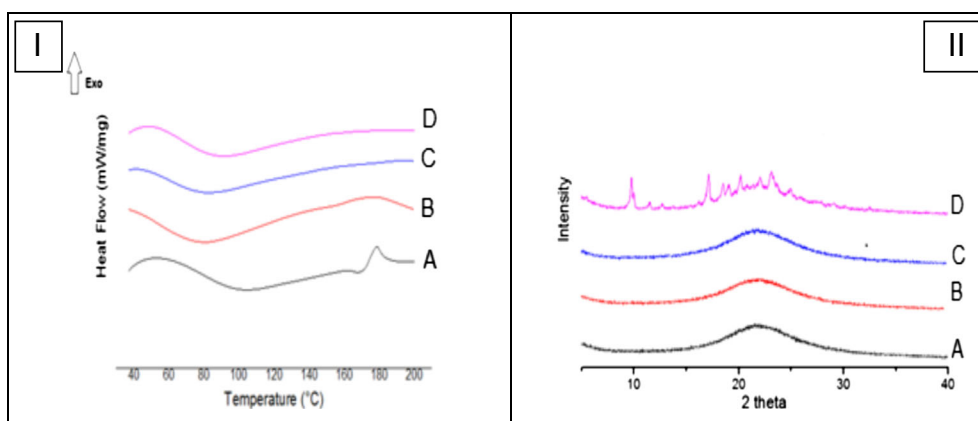 I
Exo
Heat Flow (mW/mg)
D
C
B
A
40 60 80 100 120 140 160 180 200
Temperature (°C)
II
Intensity
D
C
B
A
10 20 30 40
2 theta